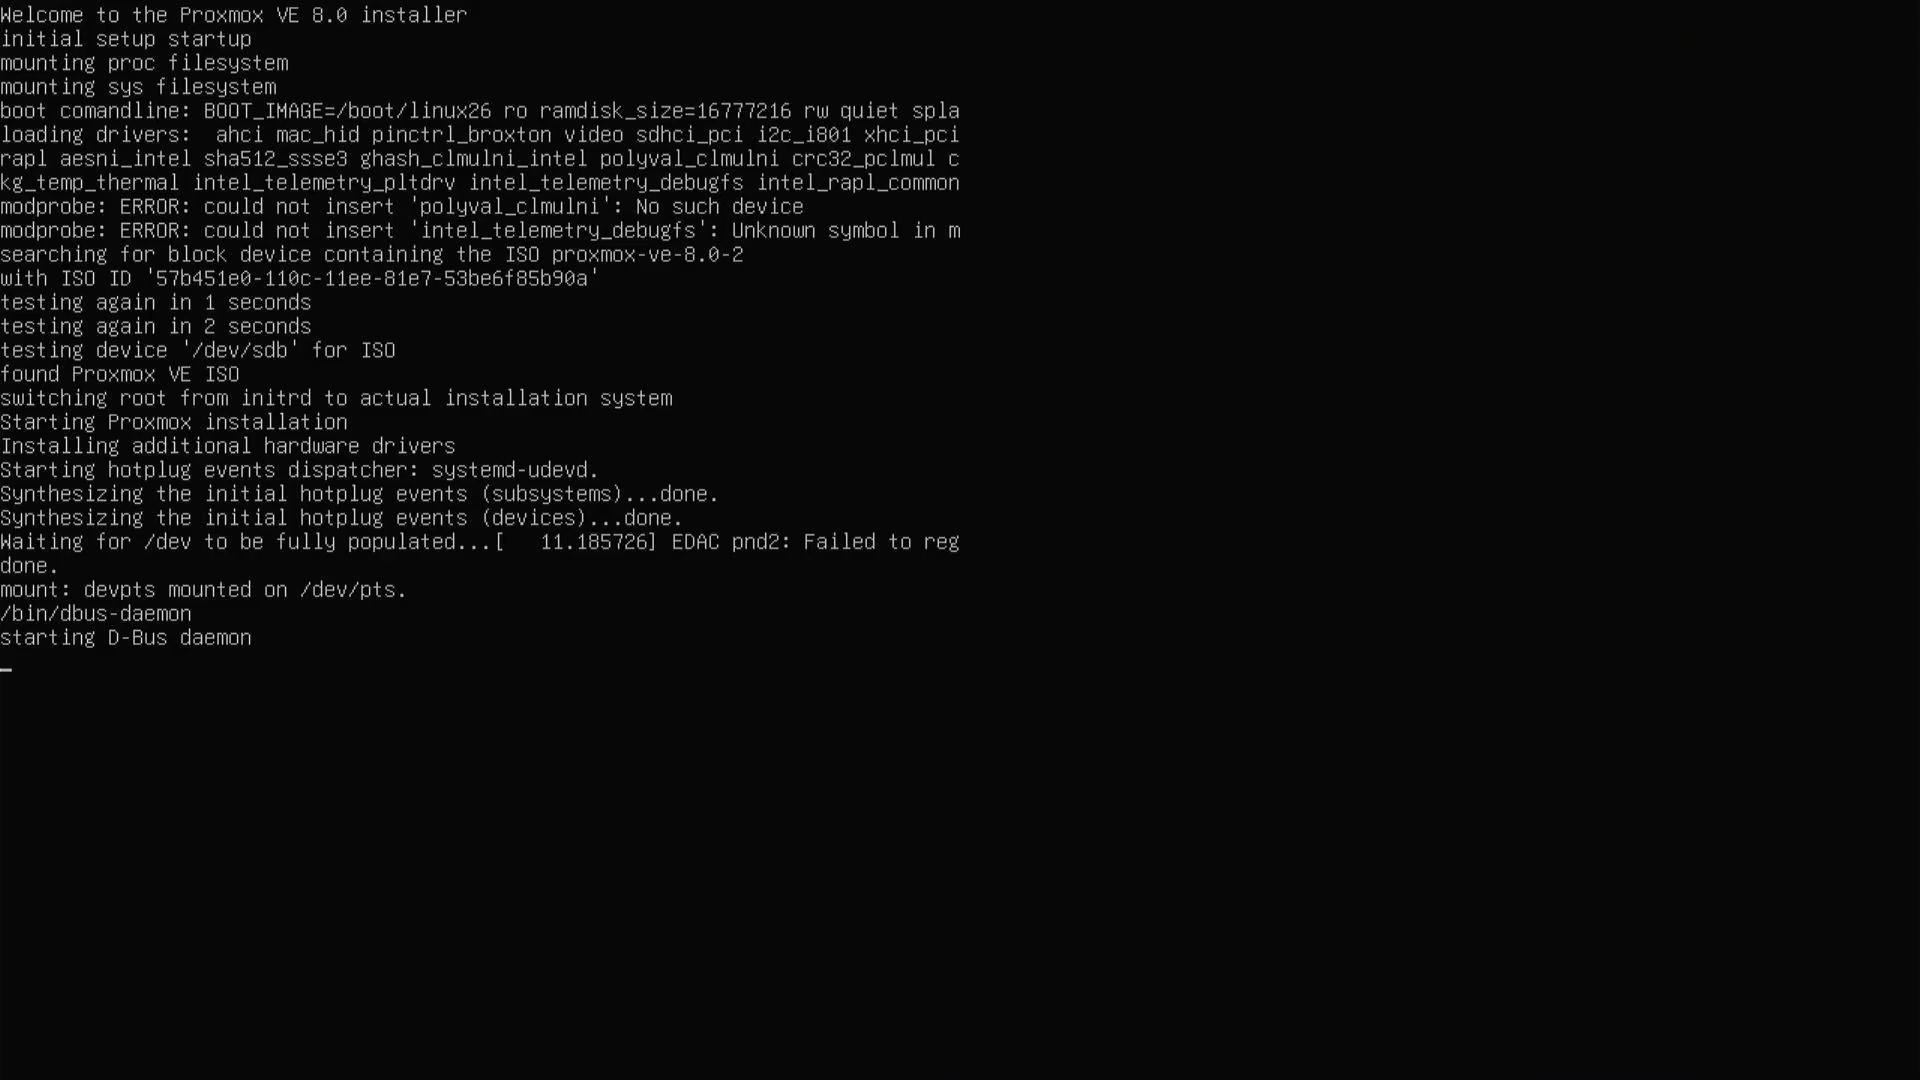 Welcome to the Proxmox VE 8.0 installer
initial setup startup
mounting proc filesystem
mounting sys filesystem
boot comandline: BOOT_IMAGE=/boot/linux26 ro ramdisk_size=16777216 rw quiet spla
loading drivers:  ahci mac_hid pinctrl_broxton video sdhci_pci i2c_i801 xhci_pci
rapl aesni_intel sha512_ssse3 ghash_clmulni_intel polyval_clmulni crc32_pclmul c
kg_temp_thermal intel_telemetry_pltdrv intel_telemetry_debugfs intel_rapl_common
modprobe: ERROR: could not insert 'polyval_clmulni': No such device
modprobe: ERROR: could not insert 'intel_telemetry_debugfs': Unknown symbol in m
searching for block device containing the ISO proxmox-ve-8.0-2
with ISO ID '57b451e0-110c-11ee-81e7-53be6f85b90a'
testing again in 1 seconds
testing again in 2 seconds
testing device '/dev/sdb' for ISO
found Proxmox VE ISO
switching root from initrd to actual installation system
Starting Proxmox installation
Installing additional hardware drivers
Starting hotplug events dispatcher: systemd-udevd.
Synthesizing the initial hotplug events (subsystems)...done.
Synthesizing the initial hotplug events (devices)...done.
Waiting for /dev to be fully populated...[   11.185726] EDAC pnd2: Failed to reg
done.
mount: devpts mounted on /dev/pts.
/bin/dbus-daemon
starting D-Bus daemon